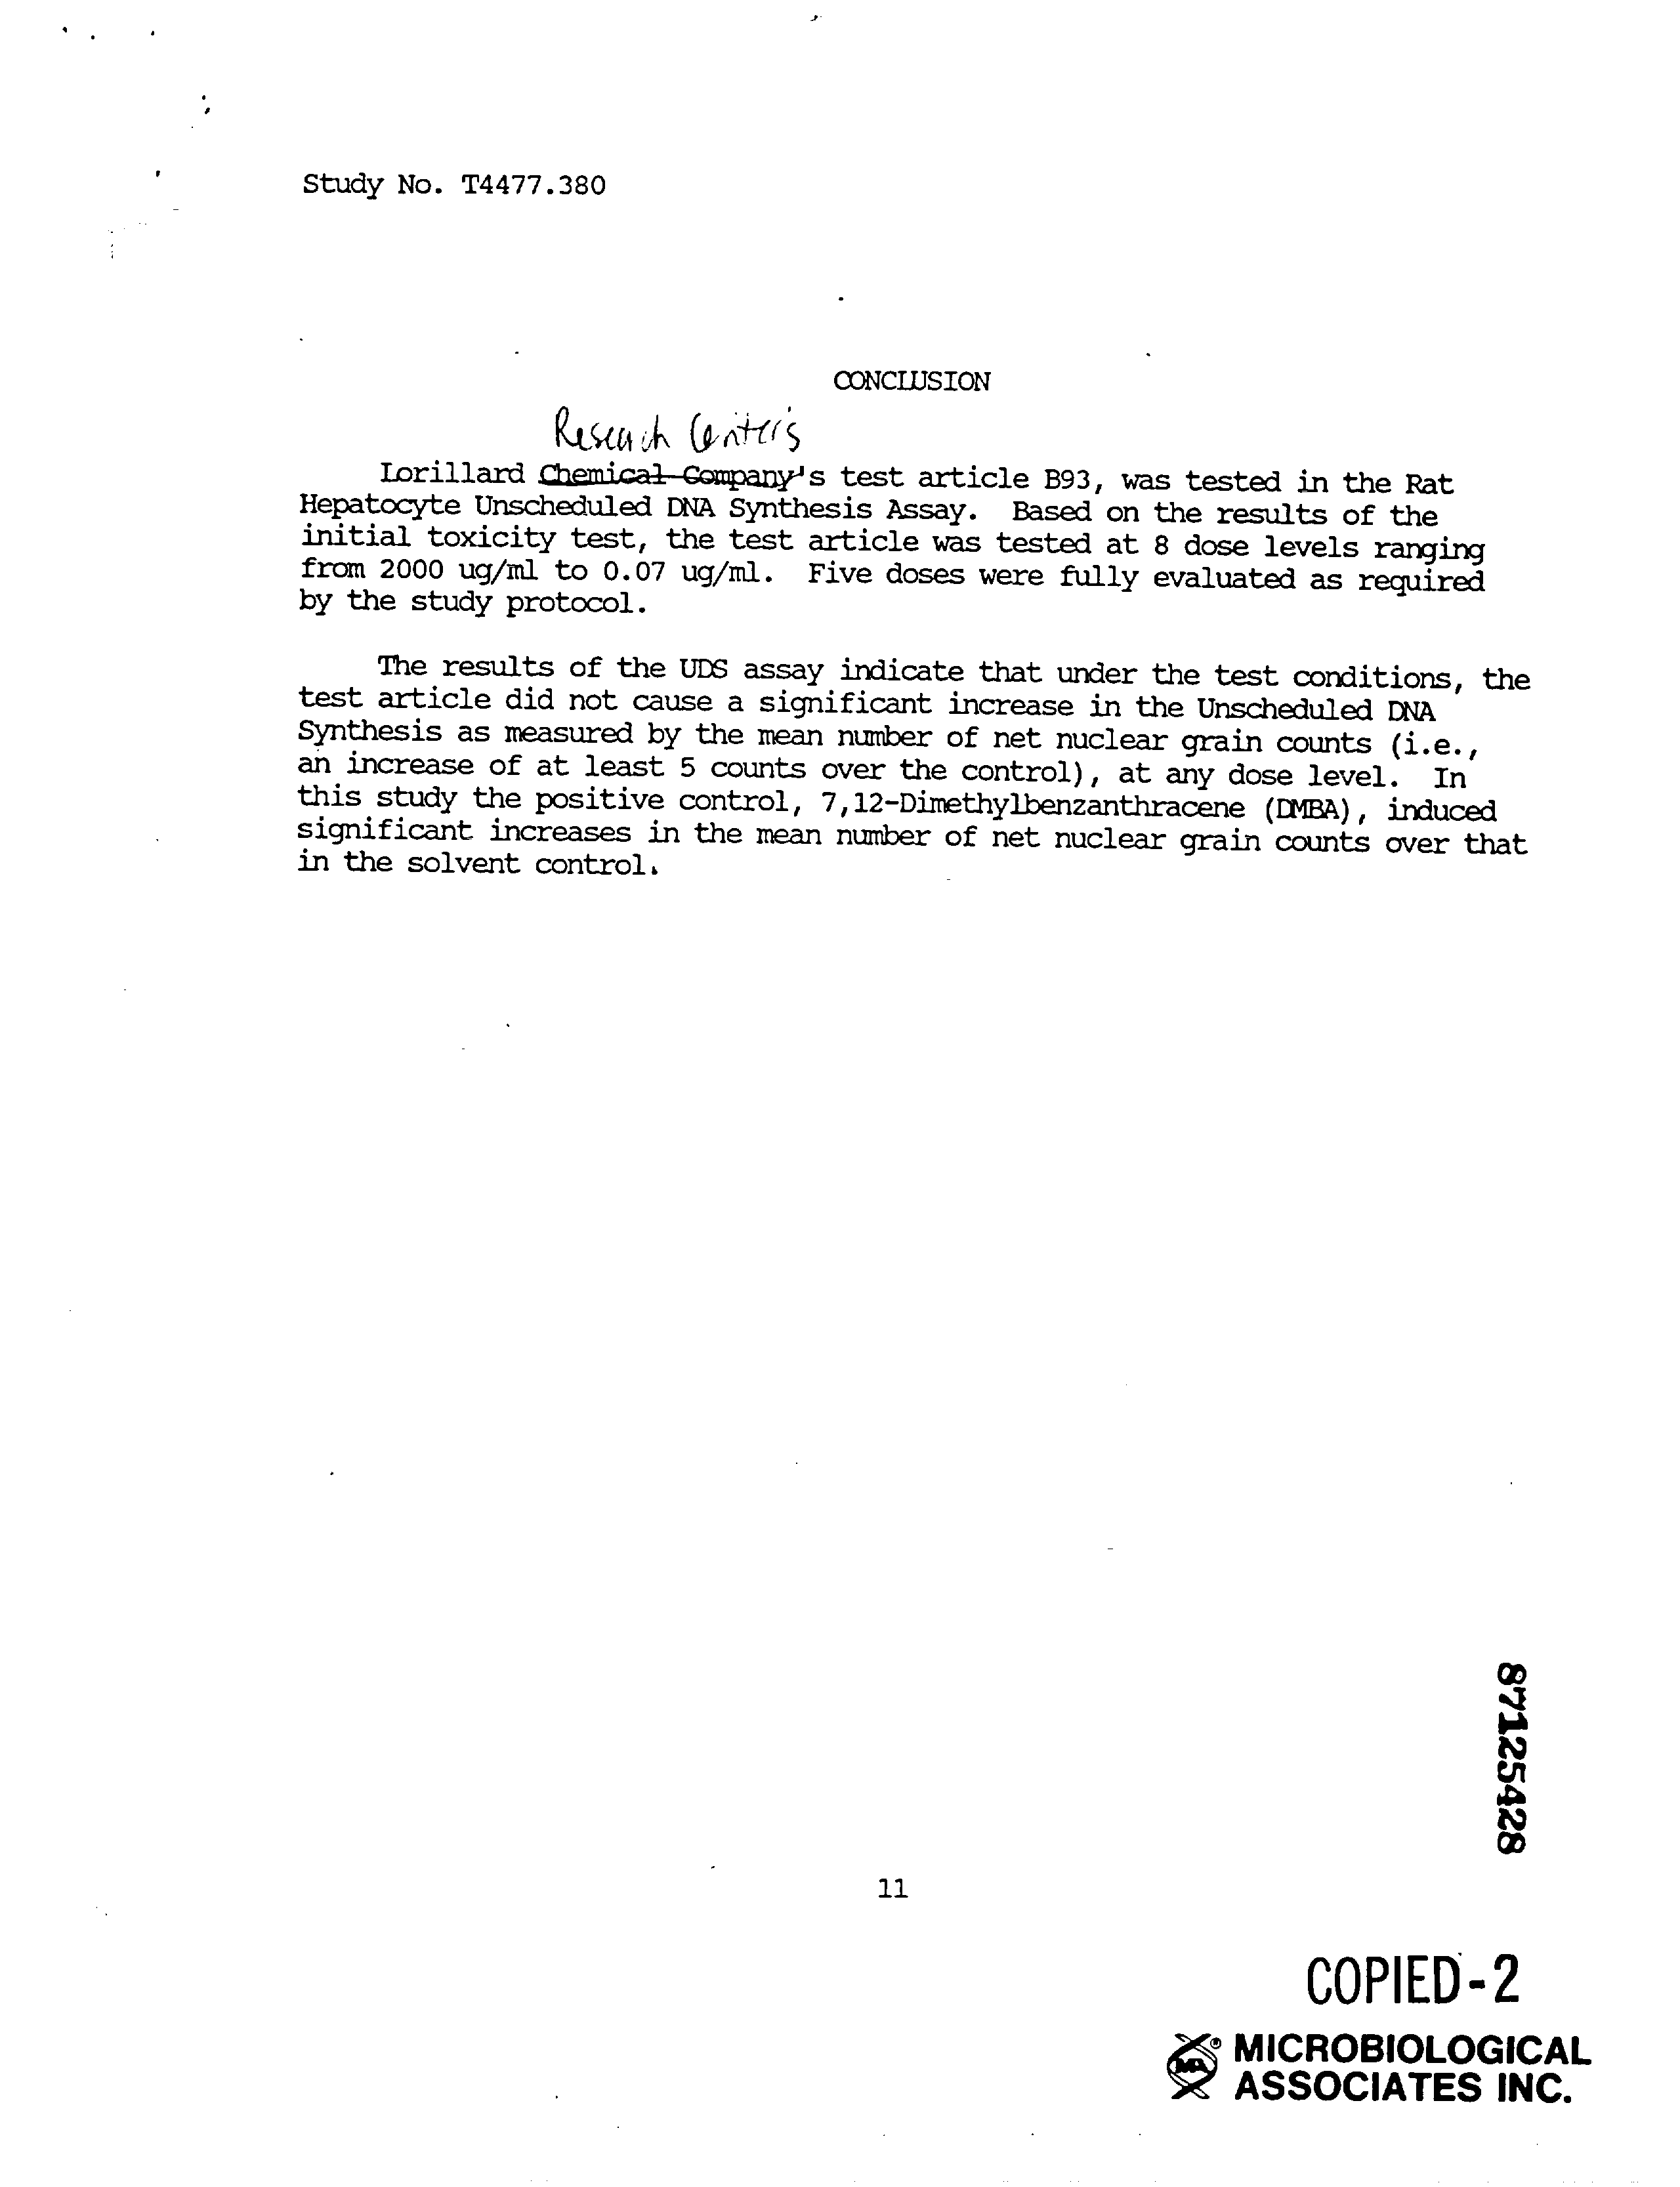 Study No. T4477.380
CONCLUSION
Research Center's
Lorillard Chemical Company's test article B93, was tested in the Rat
Hepatocyte Unscheduled DNA Synthesis Assay. Based on the results of the
initial toxicity test, the test article was tested at 8 dose levels ranging
from 2000 ug/ml to 0.07 ug/ml. Five doses were fully evaluated as required
by the study protocol.
The results of the UDS assay indicate that under the test conditions, the
test article did not cause a significant increase in the Unscheduled DNA
Synthesis as measured by the mean number of net nuclear grain counts (i.e.,
an increase of at least 5 counts over the control), at any dose level. In
this study the positive control, 7,12-Dimethylbenzanthracene (DMBA), induced
significant increases in the mean number of net nuclear grain counts over that
in the solvent control.
87125428
11
COPIED-2
MA® MICROBIOLOGICAL
ASSOCIATES INC.